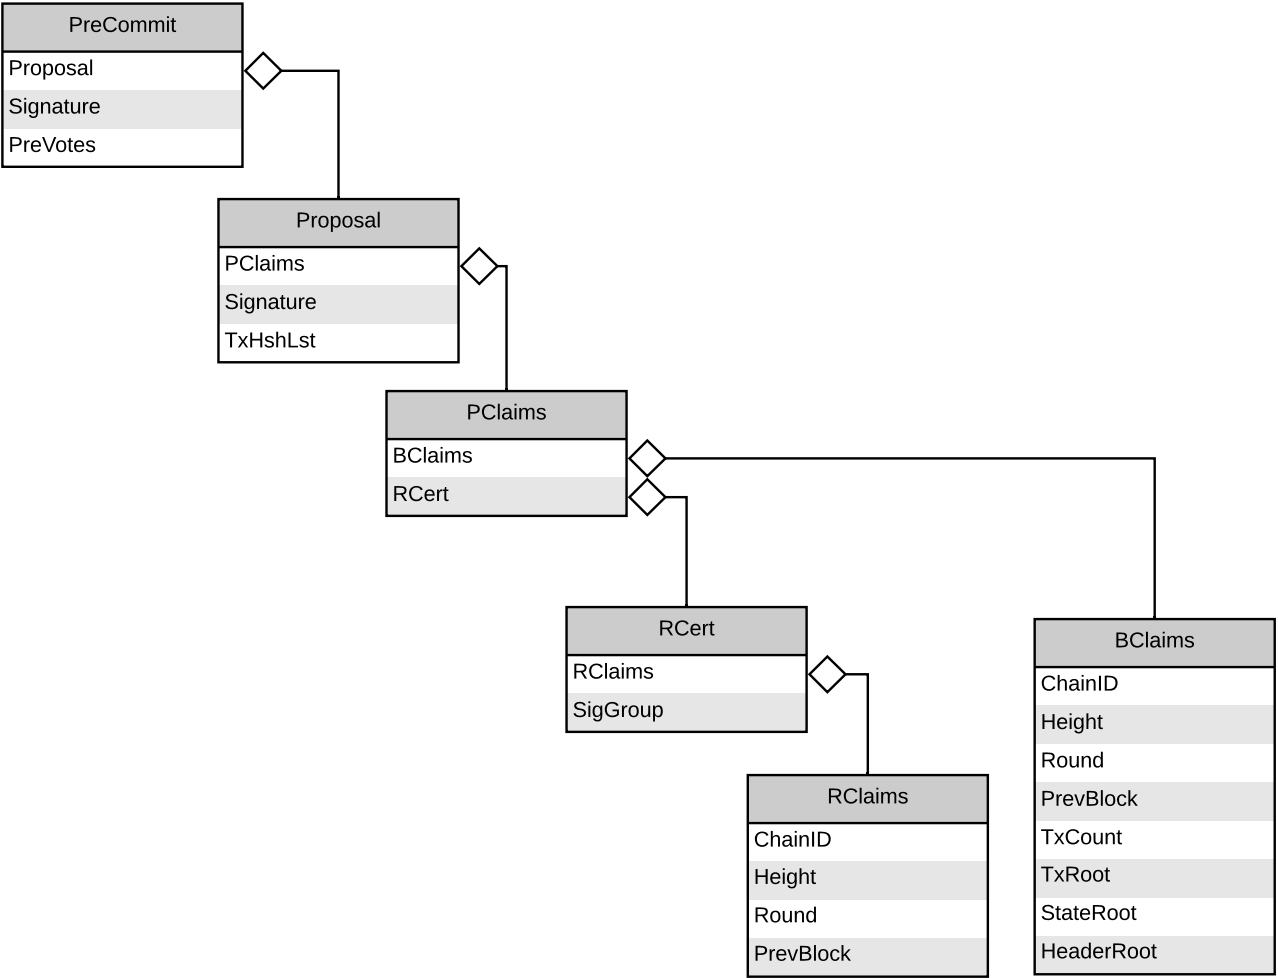 PreCommit
Proposal
Signature
PreVotes
Proposal
PClaims
Signature
TxHshLst
PClaims
BClaims
RCert
RCert
RClaims
SigGroup
RClaims
ChainID
Height
Round
PrevBlock
BClaims
ChainID
Height
Round
PrevBlock
TxCount
TxRoot
StateRoot
HeaderRoot